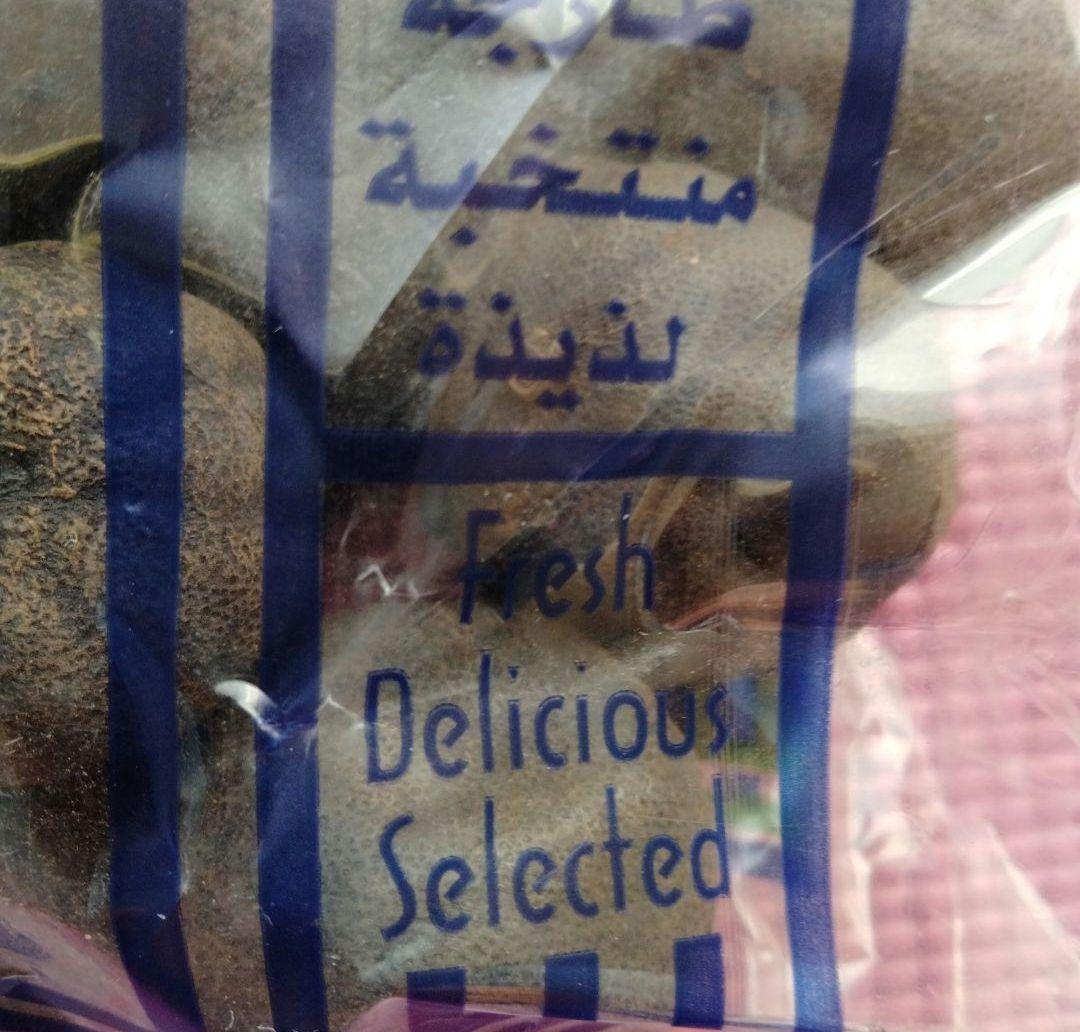 طازجة
منتخبة
لذيذة
Fresh
Delicious
Selected